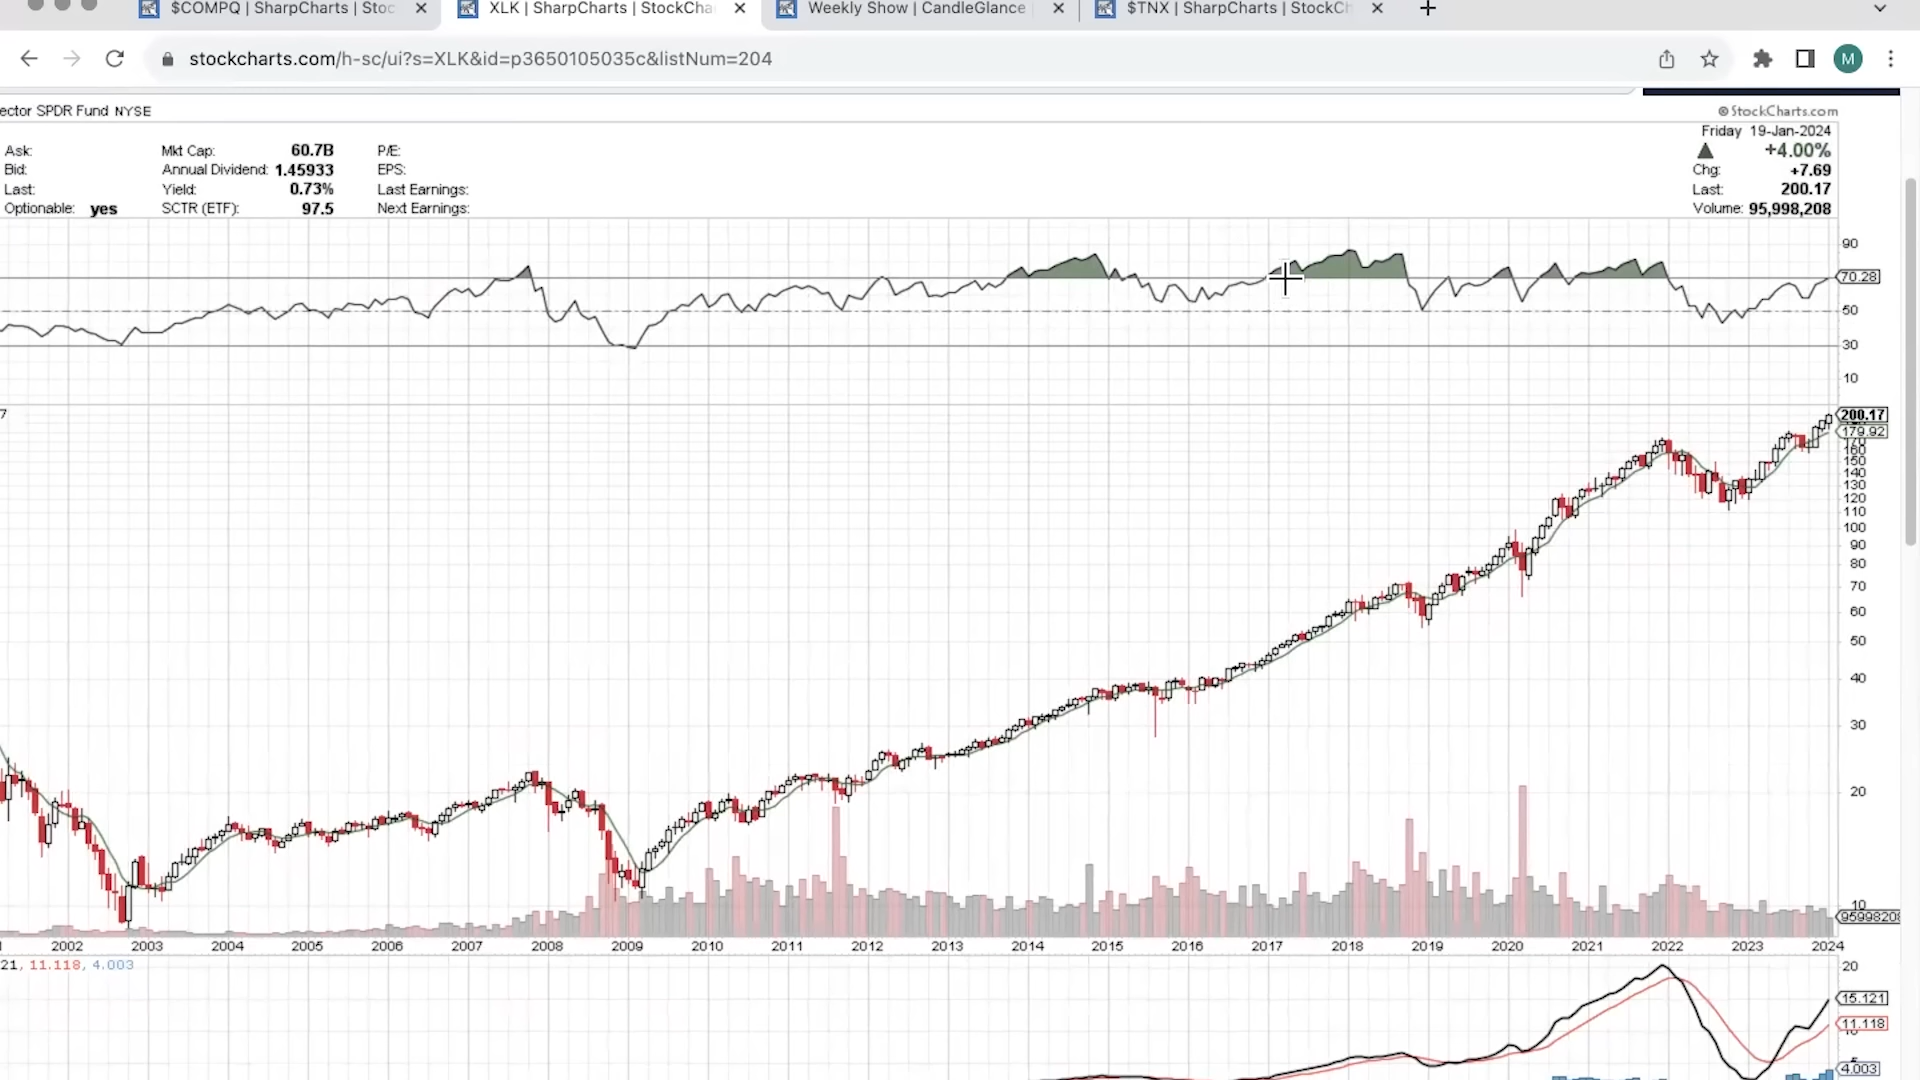 $COMPQ | SharpCharts | Stoc
XLK | SharpCharts | StockCha
Weekly Show | CandleGlance
$TNX | SharpCharts | StockCh
stockcharts.com/h-sc/ui?s=XLK&id=p3650105035c&listNum=204
M
ector SPDR Fund NYSE
© StockCharts.com
Friday 19-Jan-2024
Ask: Mkt Cap: 60.7B P/E: +4.00%
Bid: Annual Dividend: 1.45933 EPS: Chg: +7.69
Last: Yield: 0.73% Last Earnings: Last: 200.17
Optionable: yes SCTR (ETF): 97.5 Next Earnings: Volume: 95,998,208
90
70.28
50
30
10
7
200.17
179.92
170
160
150
140
130
120
110
100
90
80
70
60
50
40
30
20
10
95998208
2002 2003 2004 2005 2006 2007 2008 2009 2010 2011 2012 2013 2014 2015 2016 2017 2018 2019 2020 2021 2022 2023 2024
21, 11.118, 4.003
20
15.121
11.118
4.003